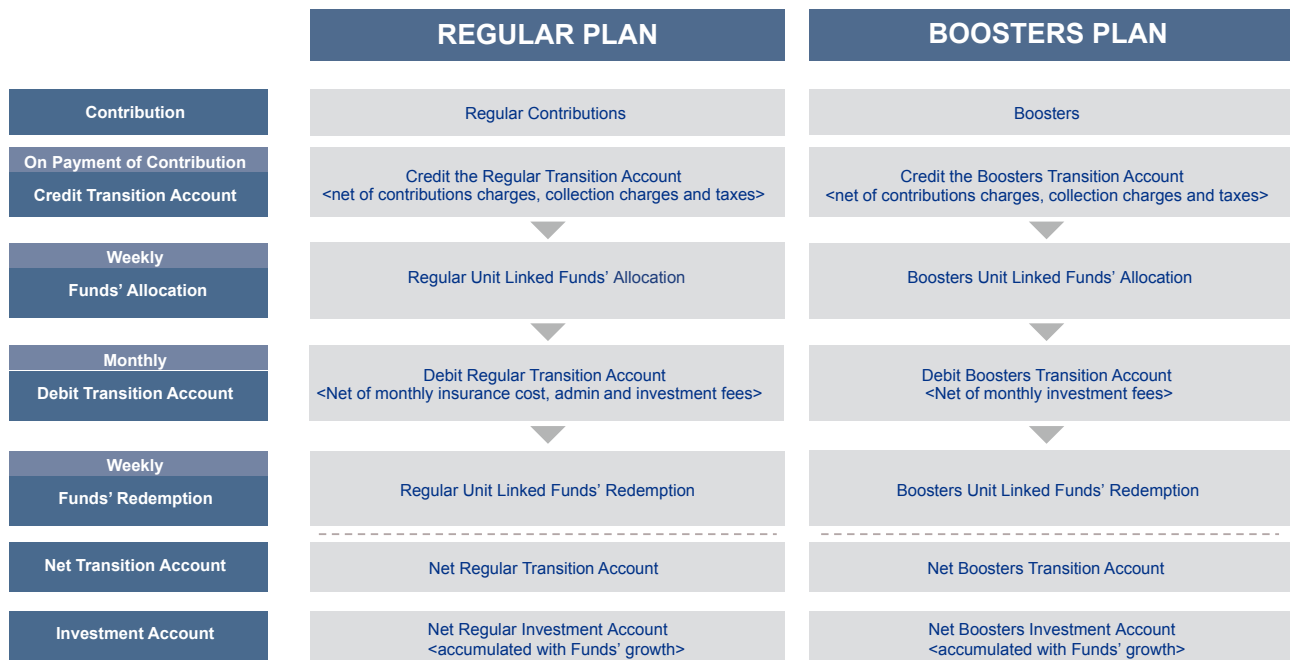 REGULAR PLAN
BOOSTERS PLAN
Contribution
Regular Contributions
Boosters
On Payment of Contribution
Credit Transition Account
Credit the Regular Transition Account
<net of contributions charges, collection charges and taxes>
Credit the Boosters Transition Account
<net of contributions charges, collection charges and taxes>
Weekly
Funds’ Allocation
Regular Unit Linked Funds’ Allocation
Boosters Unit Linked Funds’ Allocation
Monthly
Debit Transition Account
Debit Regular Transition Account
<Net of monthly insurance cost, admin and investment fees>
Debit Boosters Transition Account
<Net of monthly investment fees>
Weekly
Funds’ Redemption
Regular Unit Linked Funds’ Redemption
Boosters Unit Linked Funds’ Redemption
Net Transition Account
Net Regular Transition Account
Net Boosters Transition Account
Investment Account
Net Regular Investment Account
<accumulated with Funds’ growth>
Net Boosters Investment Account
<accumulated with Funds’ growth>